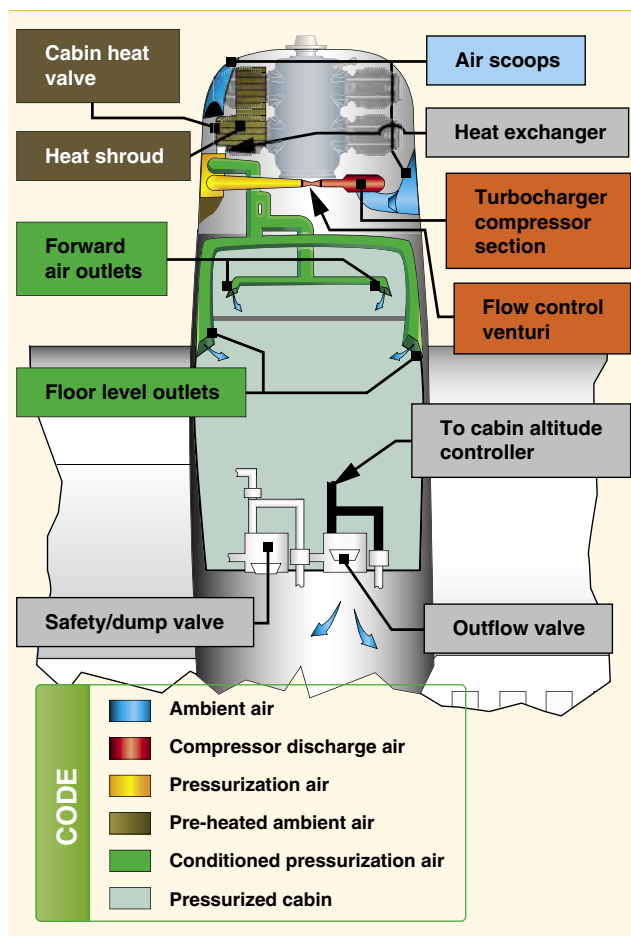 Cabin heat
valve
Air scoops
Heat shroud
Heat exchanger
Turbocharger
compressor
section
Forward
air outlets
Flow control
venturi
Floor level outlets
To cabin altitude
controller
Safety/dump valve
Outflow valve
CODE
Ambient air
Compressor discharge air
Pressurization air
Pre-heated ambient air
Conditioned pressurization air
Pressurized cabin